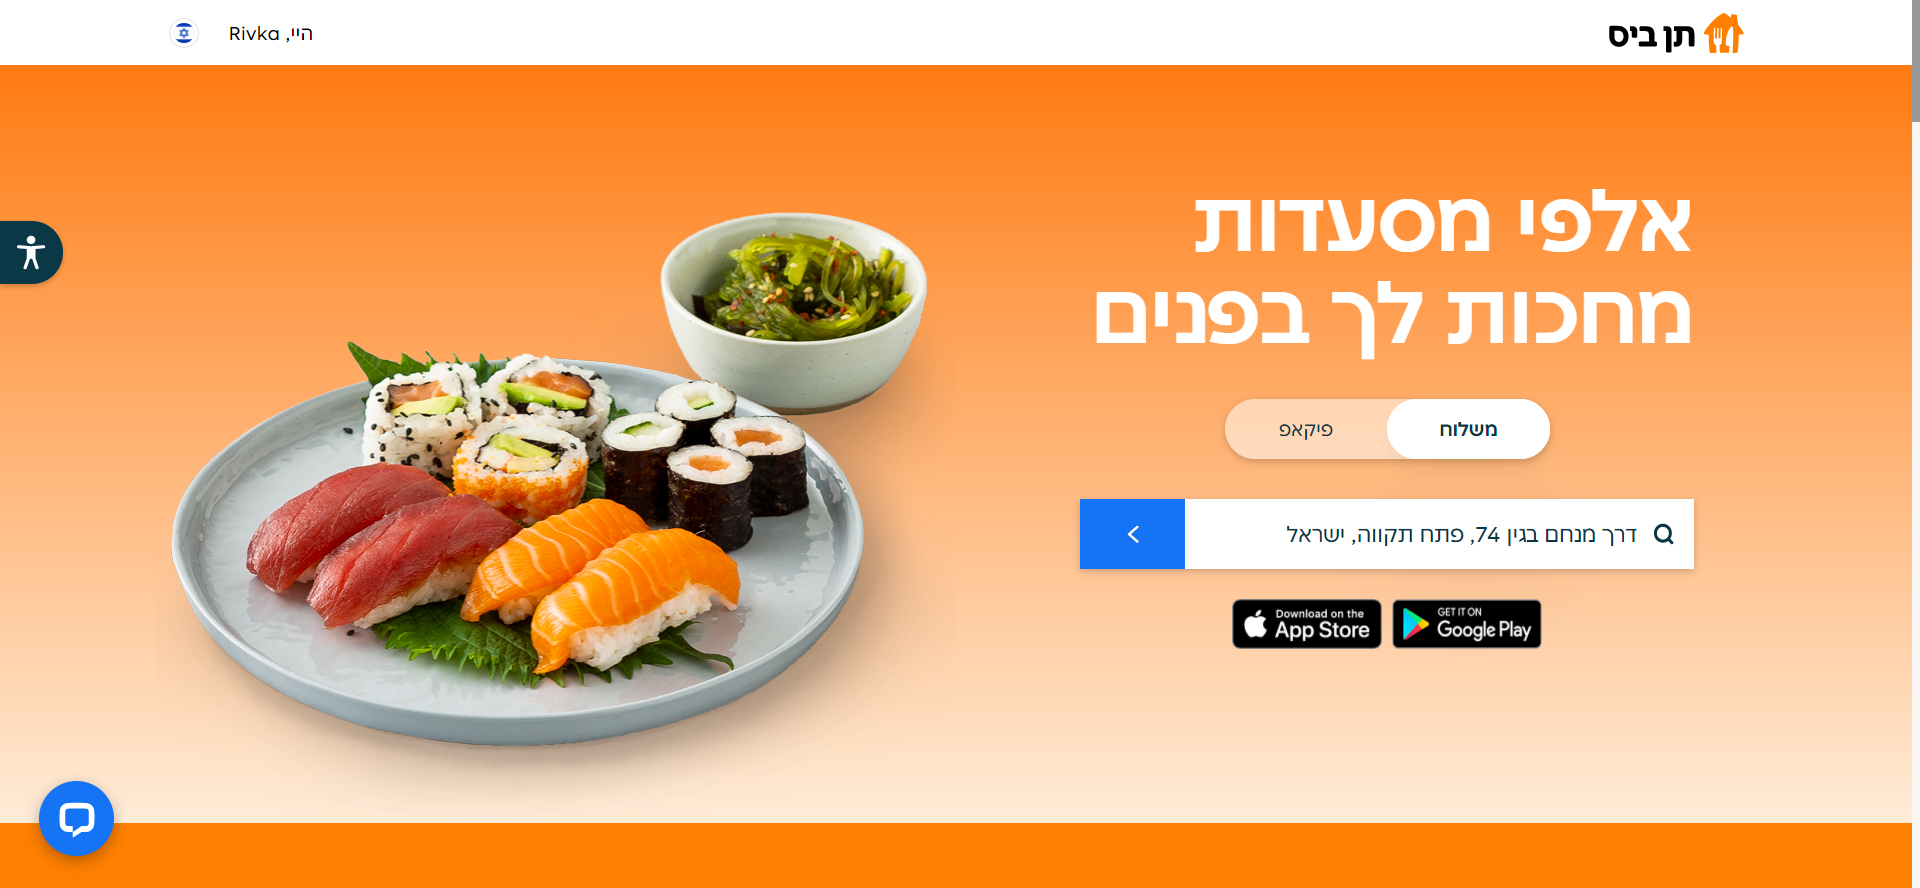 תן ביס
היי, Rivka
אלפי מסעדות
מחכות לך בפנים
משלוח
פיקאפ
דרך מנחם בגין 74, פתח תקווה, ישראל
Download on the
App Store
GET IT ON
Google Play